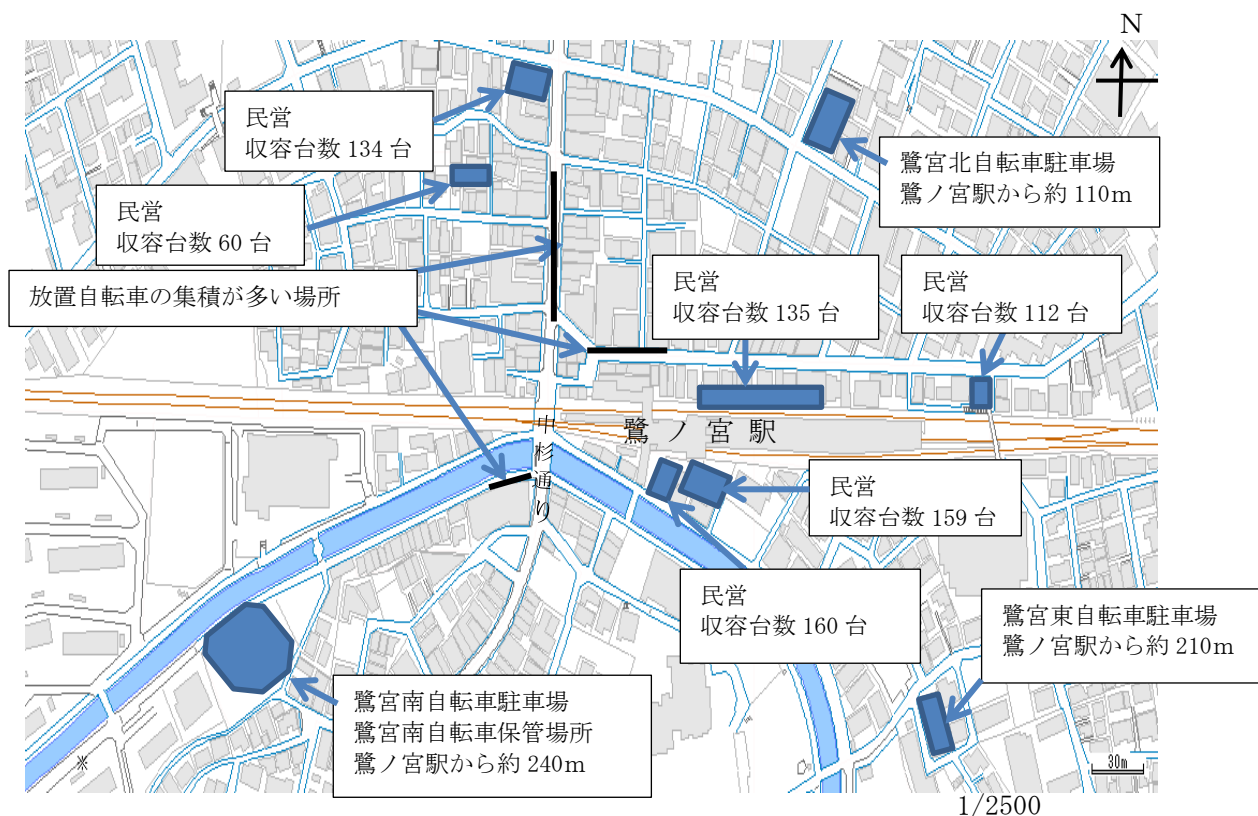 N
民営
収容台数 134 台
鷺宮北自転車駐車場
鷺ノ宮駅から約 110m
民営
収容台数 60 台
放置自転車の集積が多い場所
民営
収容台数 135 台
民営
収容台数 112 台
鷺ノ宮駅
中杉通り
民営
収容台数 159 台
民営
収容台数 160 台
鷺宮東自転車駐車場
鷺ノ宮駅から約 210m
鷺宮南自転車駐車場
鷺宮南自転車保管場所
鷺ノ宮駅から約 240m
※
30m
1/2500